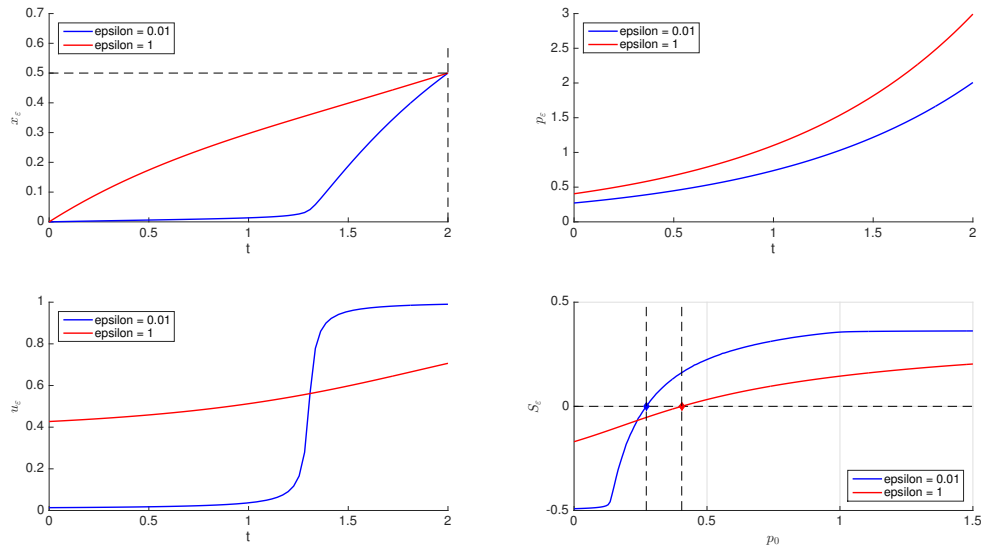 0.7
0.6
0.5
0.4
0.3
0.2
0.1
0
x_ε
epsilon = 0.01
epsilon = 1
0 0.5 1 1.5 2
t
3
2.5
2
1.5
1
0.5
0
p_ε
epsilon = 0.01
epsilon = 1
0 0.5 1 1.5 2
t
1
0.8
0.6
0.4
0.2
0
u_ε
epsilon = 0.01
epsilon = 1
0 0.5 1 1.5 2
t
0.5
0
-0.5
S_ε
epsilon = 0.01
epsilon = 1
0 0.5 1 1.5
p_0